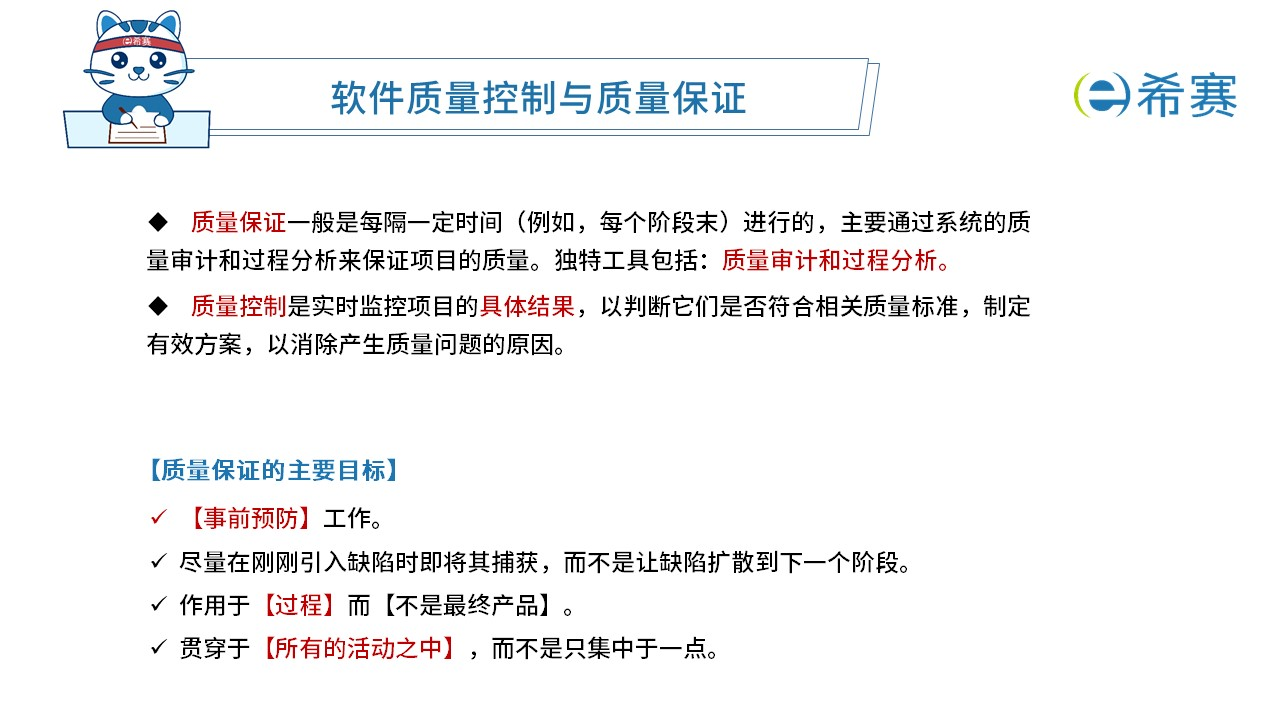 希赛
软件质量控制与质量保证
希赛
◆ 质量保证一般是每隔一定时间（例如，每个阶段末）进行的，主要通过系统的质
量审计和过程分析来保证项目的质量。独特工具包括：质量审计和过程分析。
◆ 质量控制是实时监控项目的具体结果，以判断它们是否符合相关质量标准，制定
有效方案，以消除产生质量问题的原因。
【质量保证的主要目标】
✓ 【事前预防】工作。
✓ 尽量在刚刚引入缺陷时即将其捕获，而不是让缺陷扩散到下一个阶段。
✓ 作用于【过程】而【不是最终产品】。
✓ 贯穿于【所有的活动之中】，而不是只集中于一点。